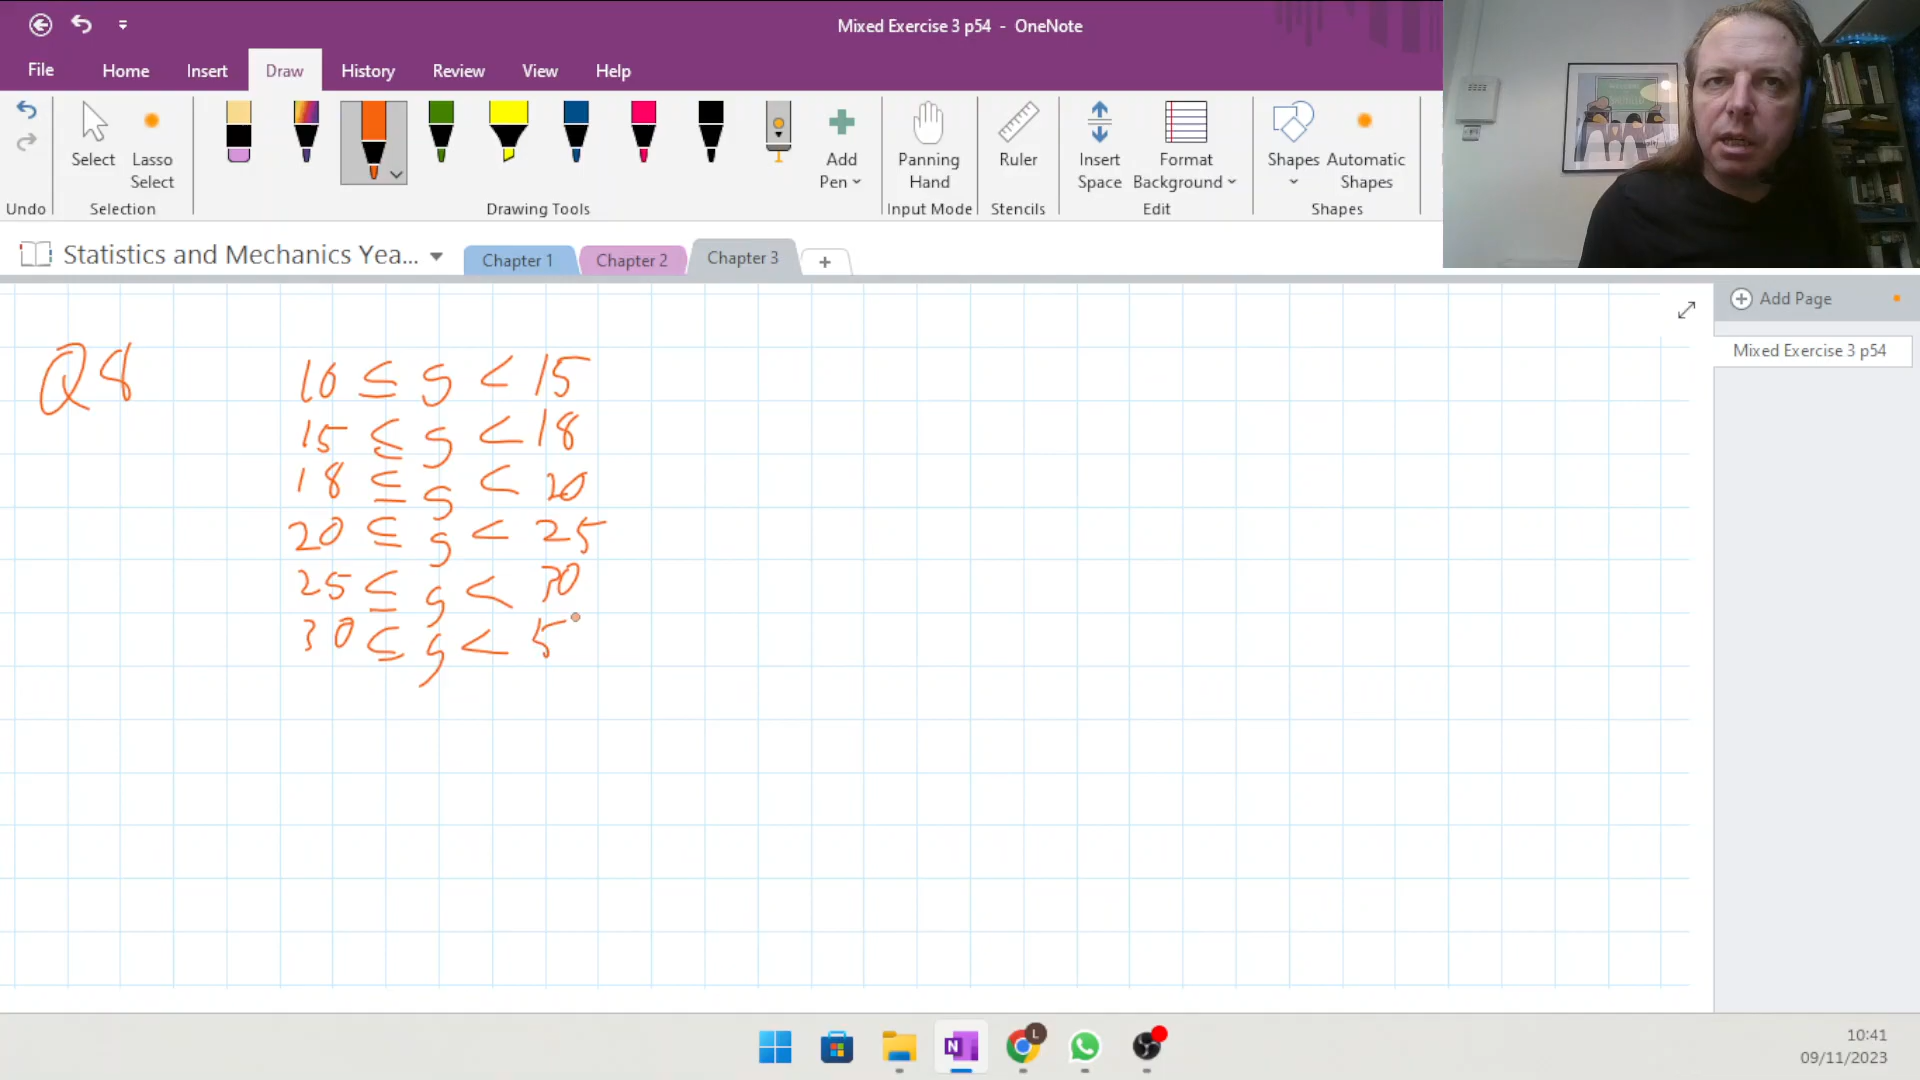 Mixed Exercise 3 p54 - OneNote
File Home Insert Draw History Review View Help
Select Lasso Select
Add Pen
Panning Hand
Ruler
Insert Space
Format Background
Shapes Automatic Shapes
Undo Selection Drawing Tools Input Mode Stencils Edit Shapes
Statistics and Mechanics Yea... Chapter 1 Chapter 2 Chapter 3
Add Page
Mixed Exercise 3 p54
Q8
10 ≤ g < 15
15 ≤ g < 18
18 ≤ g < 20
20 ≤ g < 25
25 ≤ g < 30
30 ≤ g < 5
L
N
10:41
09/11/2023